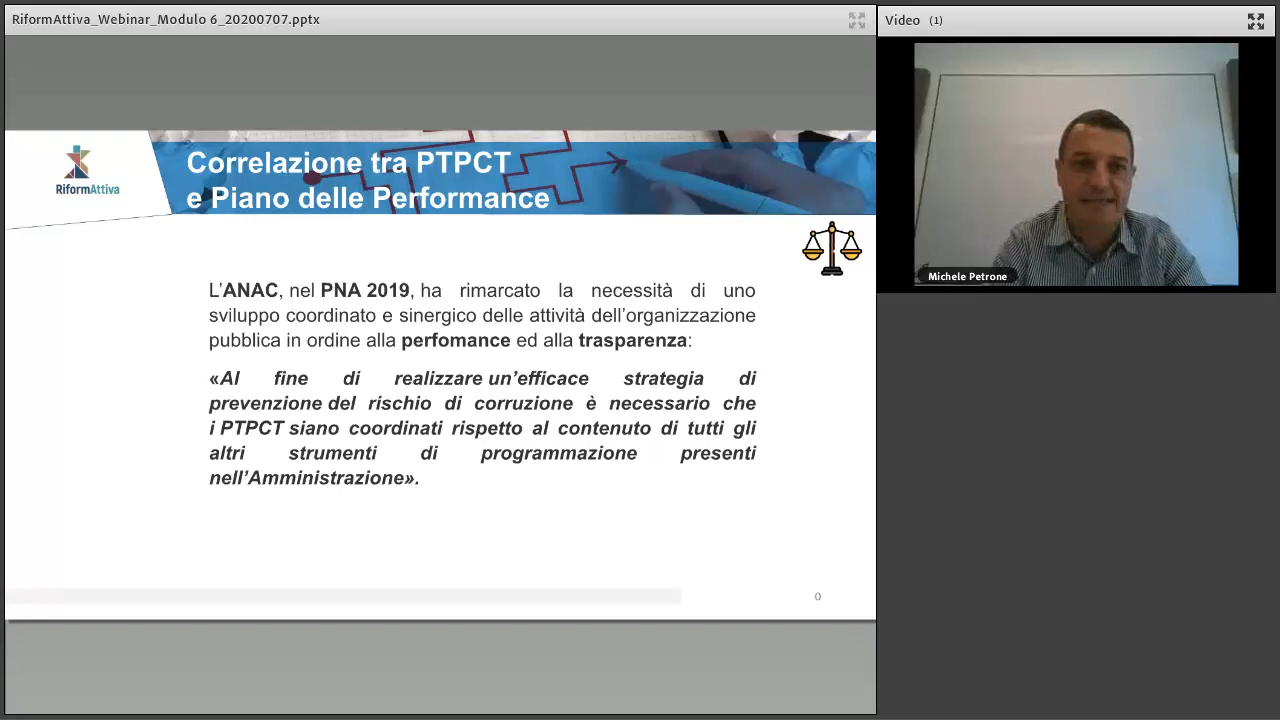 RiformAttiva_Webinar_Modulo 6_20200707.pptx
Video (1)
RiformAttiva
Correlazione tra PTPCT
e Piano delle Performance
L'ANAC, nel PNA 2019, ha rimarcato la necessità di uno
sviluppo coordinato e sinergico delle attività dell'organizzazione
pubblica in ordine alla perfomance ed alla trasparenza:
«Al fine di realizzare un'efficace strategia di
prevenzione del rischio di corruzione è necessario che
i PTPCT siano coordinati rispetto al contenuto di tutti gli
altri strumenti di programmazione presenti
nell'Amministrazione».
0
Michele Petrone